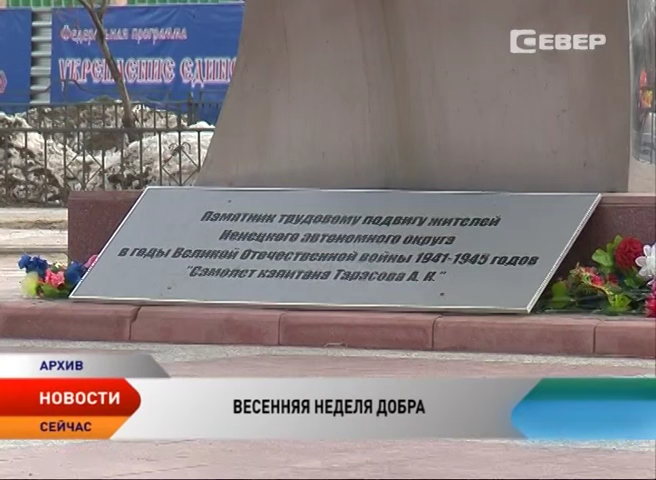 Федеральная программа
УКРЕПЛЕНИЕ ЕДИНС
СЕВЕР
Памятник трудовому подвигу жителей
Ненецкого автономного округа
в годы Великой Отечественной войны 1941-1945 годов
"Самолет капитана Тарасова А. К."
АРХИВ
НОВОСТИ
СЕЙЧАС
ВЕСЕННЯЯ НЕДЕЛЯ ДОБРА